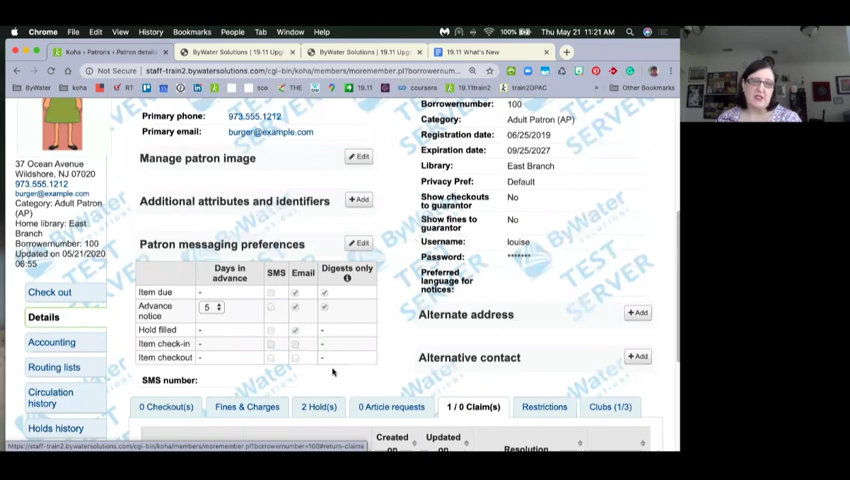 Chrome File Edit View History Bookmarks People Tab Window Help 100% Thu May 21 11:21 AM
Koha › Patrons › Patron details ByWater Solutions | 19.11 Upg ByWater Solutions | 19.11 Upg 19.11 What's New
Not Secure | staff-train2.bywatersolutions.com/cgi-bin/koha/members/moremember.pl?borrowernum...
ByWater koha RT sce THE 19.11 coursera 19.11train2 train2OPAC Other Bookmarks
37 Ocean Avenue
Wildshore, NJ 07020
973.555.1212
burger@example.com
Category: Adult Patron
(AP)
Home library: East
Branch
Borrowernumber: 100
Updated on 05/21/2020
06:55
Check out
Details
Accounting
Routing lists
Circulation
history
Holds history
Primary phone: 973.555.1212
Primary email: burger@example.com
Manage patron image Edit
Additional attributes and identifiers Add
Patron messaging preferences Edit
Days in
advance SMS Email Digests only
Item due -
Advance
notice 5
Hold filled - -
Item check-in - -
Item checkout - -
SMS number:
Borrowernumber: 100
Category: Adult Patron (AP)
Registration date: 06/25/2019
Expiration date: 09/25/2027
Library: East Branch
Privacy Pref: Default
Show checkouts
to guarantor No
Show fines to
guarantor No
Username: louise
Password: *******
Preferred
language for
notices:
Alternate address Add
Alternative contact Add
0 Checkout(s) Fines & Charges 2 Hold(s) 0 Article requests 1 / 0 Claim(s) Restrictions Clubs (1/3)
Created
on
Updated
on
Resolution
https://staff-train2.bywatersolutions.com/cgi-bin/koha/members/moremember.pl?borrowernumber=100#return-claims
ByWater
SOLUTIONS
TEST
SERVER